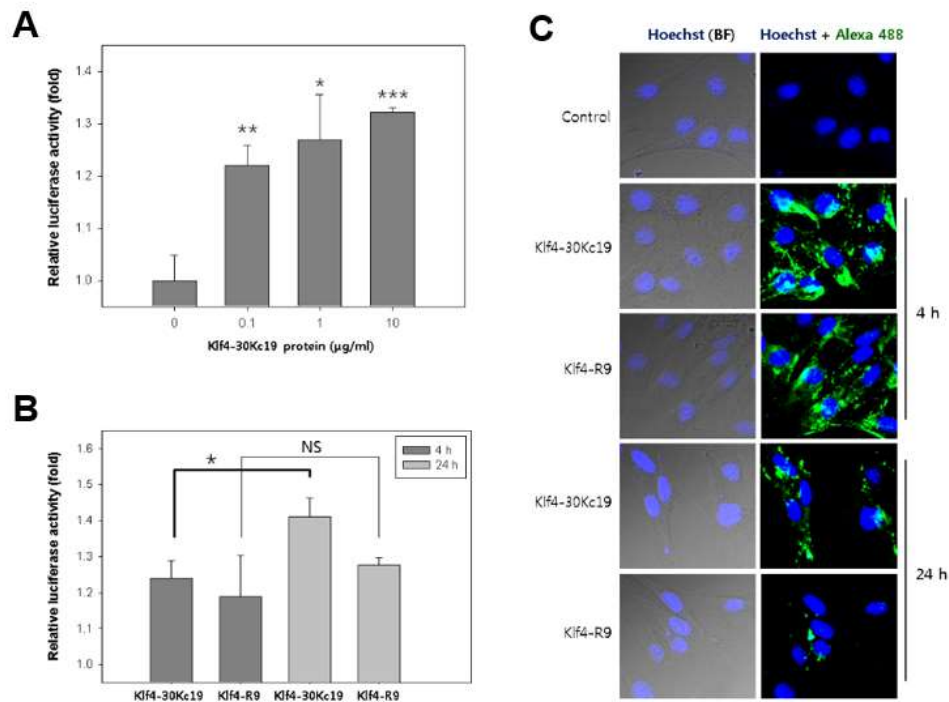 A
Relative luciferase activity (fold)
1.4
1.3
1.2
1.1
1.0
**
*
***
0
0.1
1
10
Klf4-30Kc19 protein (μg/ml)
B
Relative luciferase activity (fold)
1.6
1.5
1.4
1.3
1.2
1.1
1.0
*
NS
4 h
24 h
Klf4-30Kc19
Klf4-R9
Klf4-30Kc19
Klf4-R9
C
Hoechst (BF)
Hoechst + Alexa 488
Control
Klf4-30Kc19
Klf4-R9
4 h
Klf4-30Kc19
Klf4-R9
24 h